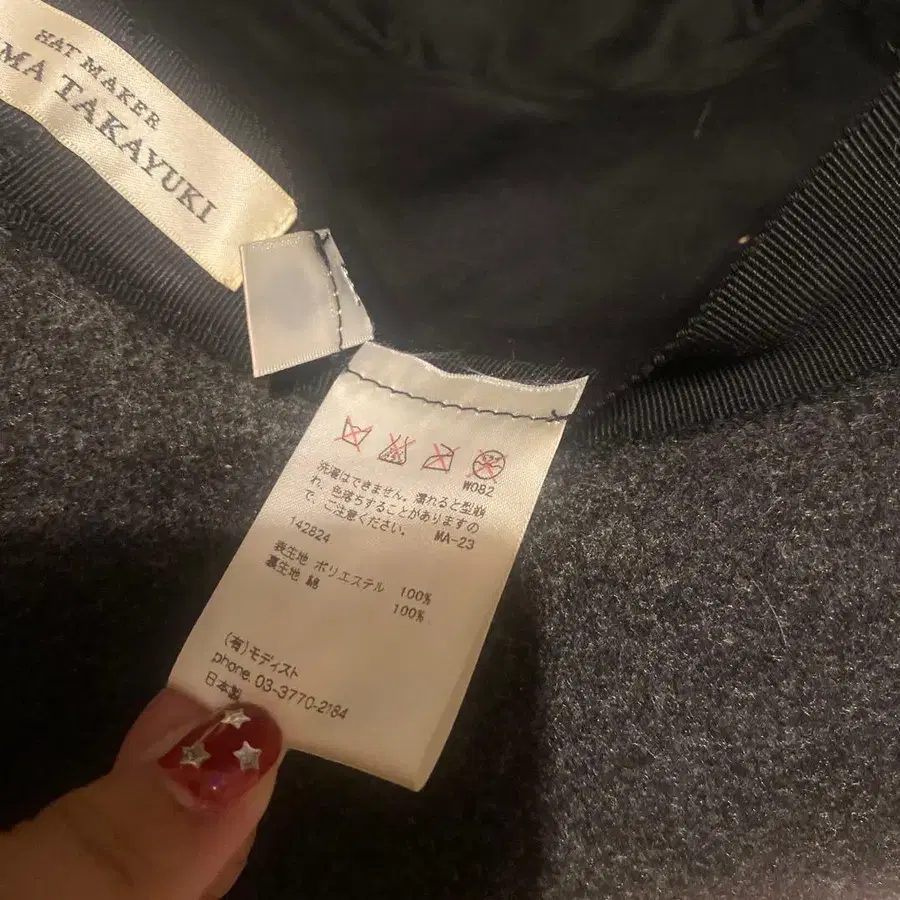 HAT MAKER
MA TAKAYUKI
W082
洗濯はできません。濡れると型崩
れ、色落ちすることがありますの
で、ご注意ください。 MA-23
142824
表生地 ポリエステル 100%
裏生地 綿 100%
(有)モディスト
phone. 03-3770-2184
日本製